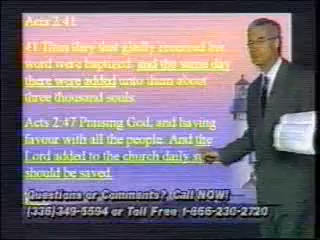 Acts 2:41
41 Then they that gladly received his
word were baptized: and the same day
there were added unto them about
three thousand souls.
Acts 2:47 Praising God, and having
favour with all the people. And the
Lord added to the church daily
should be saved.
Questions or Comments? Call NOW!
(336)349-5594 or Toll Free 1-866-230-2720